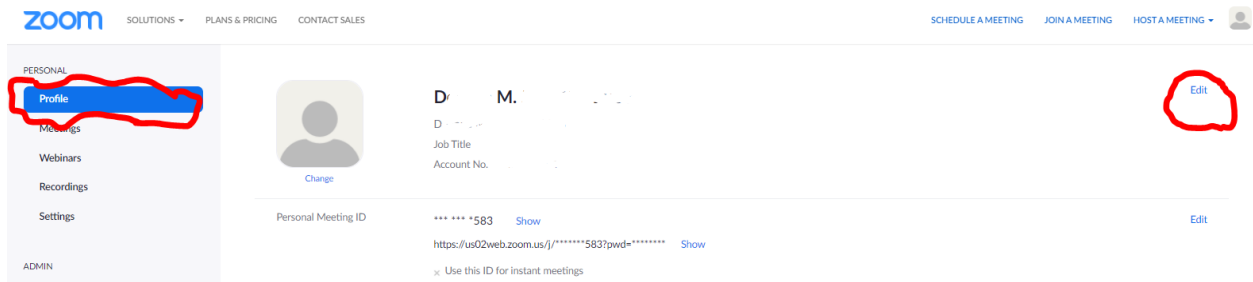 zoom SOLUTIONS PLANS & PRICING CONTACT SALES SCHEDULE A MEETING JOIN A MEETING HOST A MEETING
PERSONAL
Profile
Meetings
Webinars
Recordings
Settings
ADMIN
Change
D M.
D
Job Title
Account No.
Edit
Personal Meeting ID *** *** *583 Show Edit
https://us02web.zoom.us/j/*******583?pwd=******** Show
× Use this ID for instant meetings